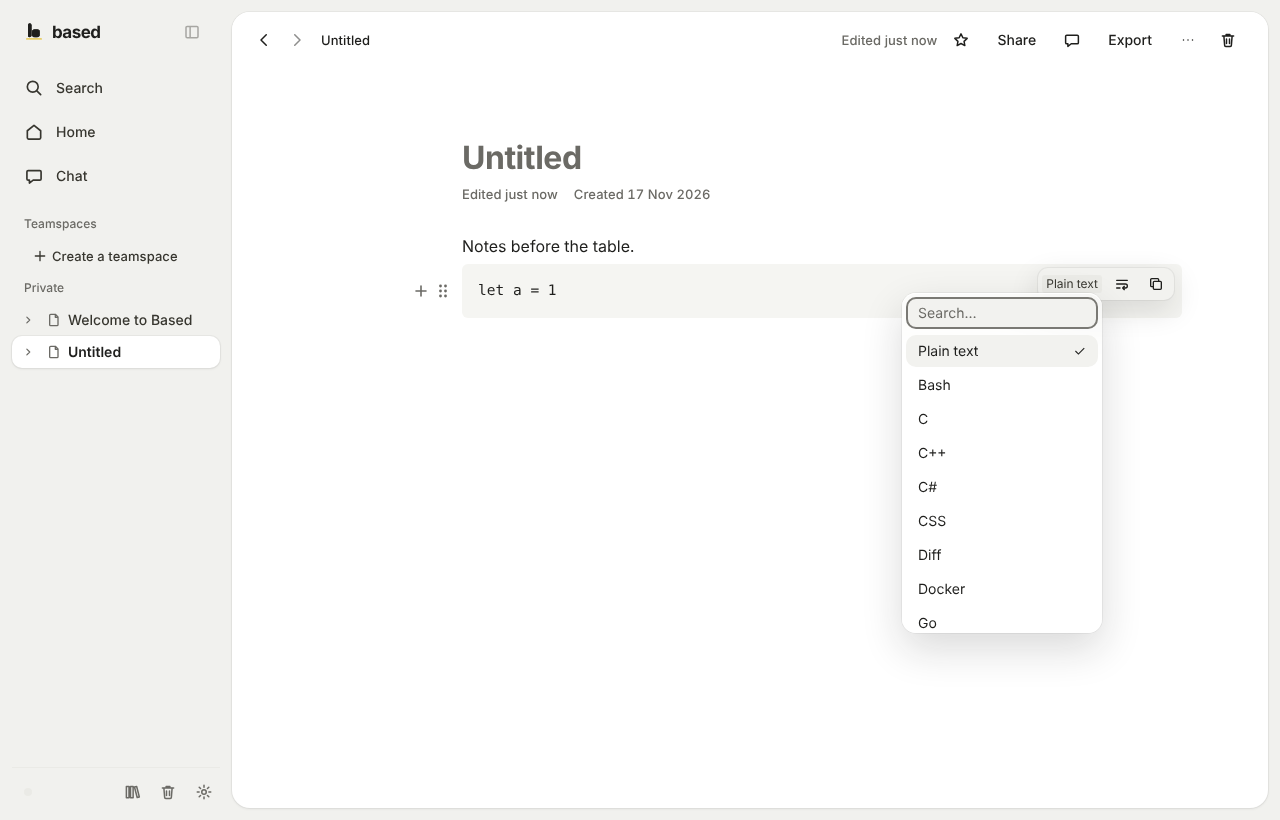 based
Search
Home
Chat
Teamspaces
Create a teamspace
Private
Welcome to Based
Untitled
Untitled
Edited just now
Share
Export
Untitled
Edited just now Created 17 Nov 2026
Notes before the table.
let a = 1
Plain text
Search...
Plain text
Bash
C
C++
C#
CSS
Diff
Docker
Go